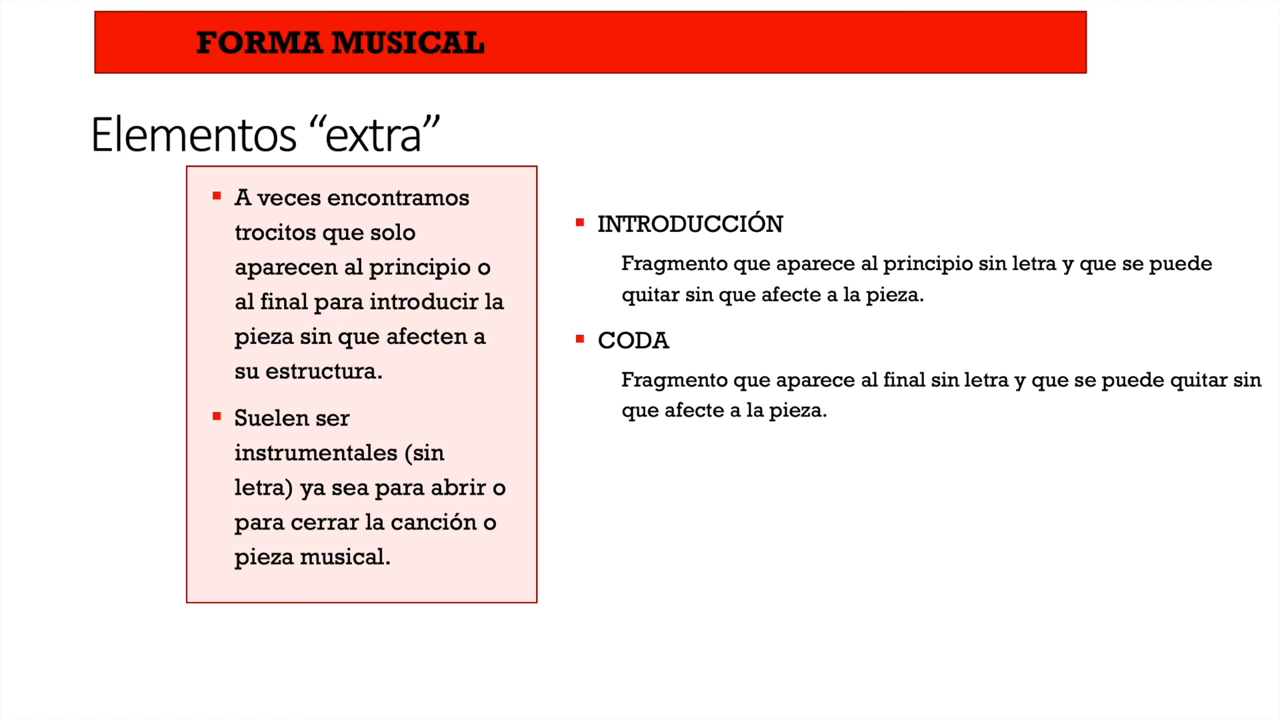 FORMA MUSICAL
Elementos “extra”
▪ A veces encontramos
trocitos que solo
aparecen al principio o
al final para introducir la
pieza sin que afecten a
su estructura.
▪ Suelen ser
instrumentales (sin
letra) ya sea para abrir o
para cerrar la canción o
pieza musical.
▪ INTRODUCCIÓN
Fragmento que aparece al principio sin letra y que se puede
quitar sin que afecte a la pieza.
▪ CODA
Fragmento que aparece al final sin letra y que se puede quitar sin
que afecte a la pieza.